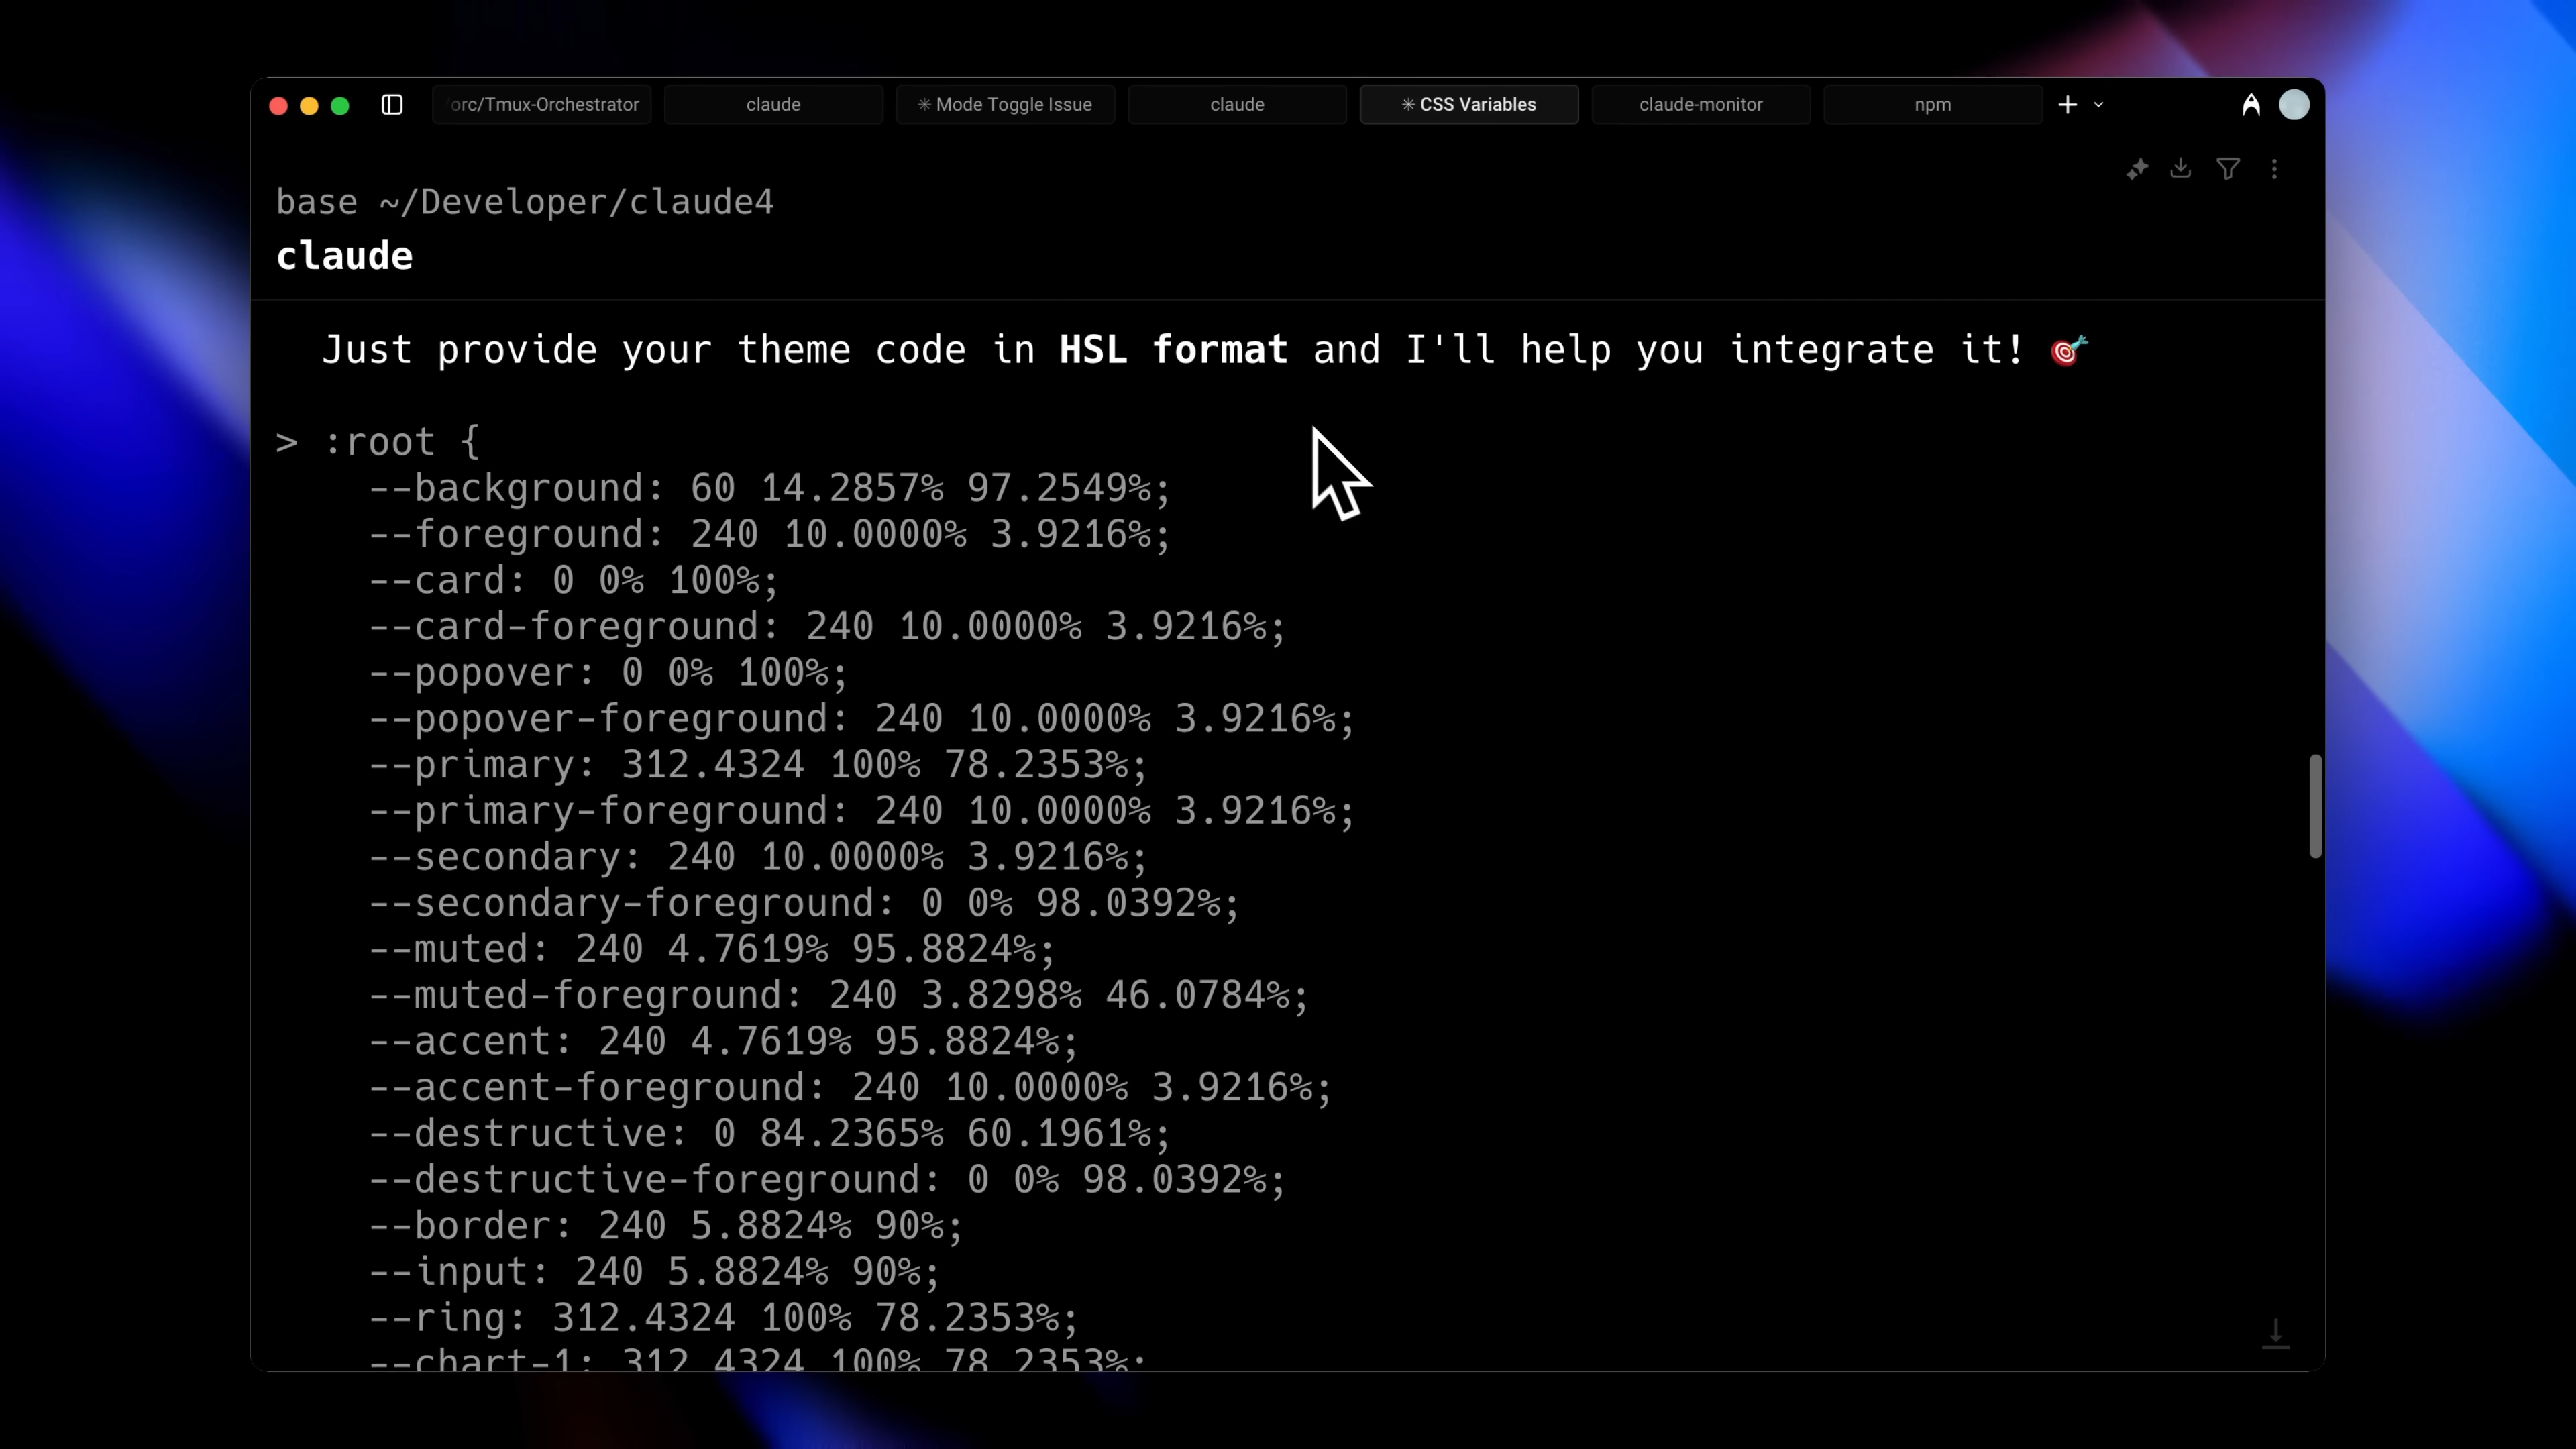 orc/Tmux-Orchestrator
claude
✳ Mode Toggle Issue
claude
✳ CSS Variables
claude-monitor
npm
base ~/Developer/claude4
claude
Just provide your theme code in HSL format and I'll help you integrate it! 🎯
> :root {
--background: 60 14.2857% 97.2549%;
--foreground: 240 10.0000% 3.9216%;
--card: 0 0% 100%;
--card-foreground: 240 10.0000% 3.9216%;
--popover: 0 0% 100%;
--popover-foreground: 240 10.0000% 3.9216%;
--primary: 312.4324 100% 78.2353%;
--primary-foreground: 240 10.0000% 3.9216%;
--secondary: 240 10.0000% 3.9216%;
--secondary-foreground: 0 0% 98.0392%;
--muted: 240 4.7619% 95.8824%;
--muted-foreground: 240 3.8298% 46.0784%;
--accent: 240 4.7619% 95.8824%;
--accent-foreground: 240 10.0000% 3.9216%;
--destructive: 0 84.2365% 60.1961%;
--destructive-foreground: 0 0% 98.0392%;
--border: 240 5.8824% 90%;
--input: 240 5.8824% 90%;
--ring: 312.4324 100% 78.2353%;
--chart-1: 312.4324 100% 78.2353%;